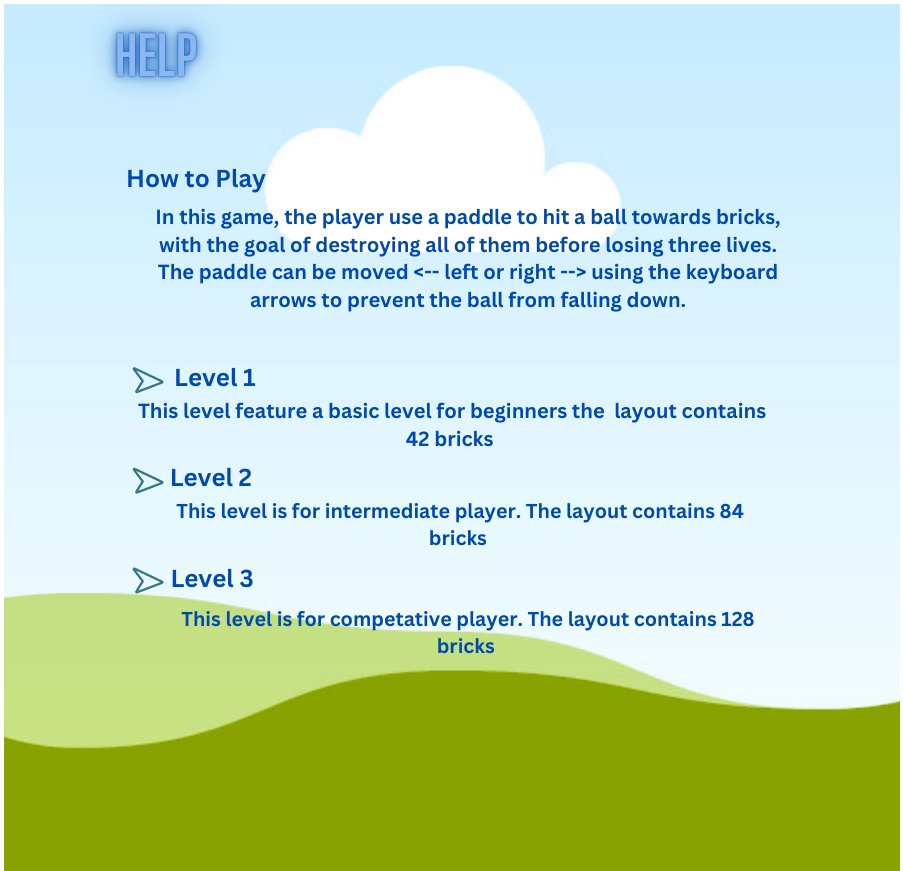 HELP
How to Play
In this game, the player use a paddle to hit a ball towards bricks,
with the goal of destroying all of them before losing three lives.
The paddle can be moved <-- left or right --> using the keyboard
arrows to prevent the ball from falling down.
Level 1
This level feature a basic level for beginners the  layout contains
42 bricks
Level 2
This level is for intermediate player. The layout contains 84
bricks
Level 3
This level is for competative player. The layout contains 128
bricks